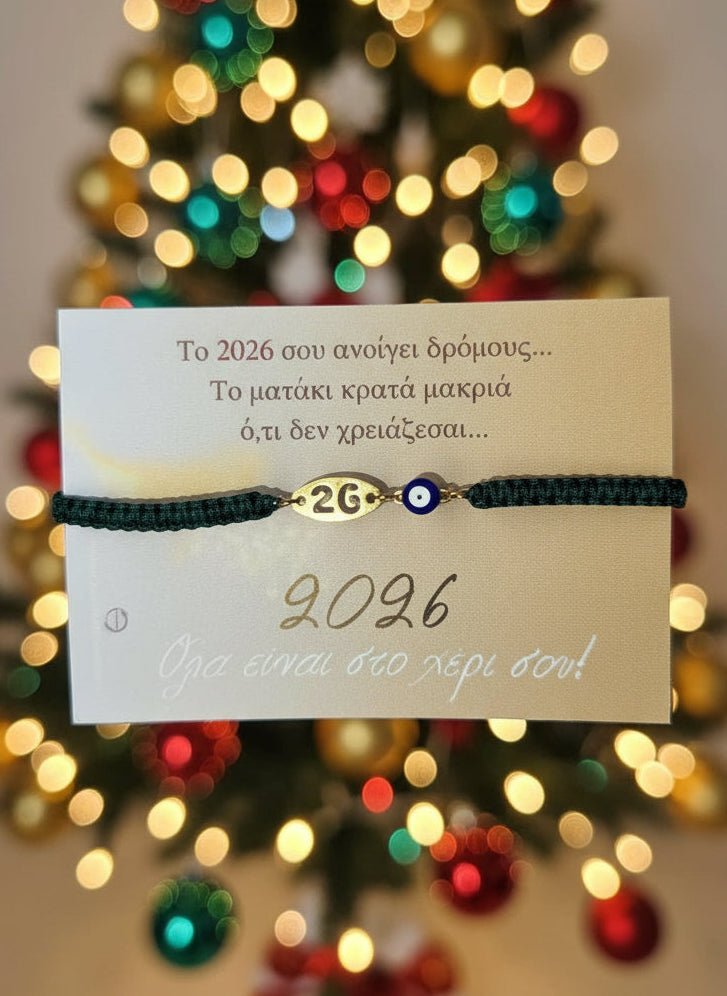 Το 2026 σου ανοίγει δρόμους...
Το ματάκι κρατά μακριά
ό,τι δεν χρειάζεσαι...
26
2026
Όλα είναι στο χέρι σου!